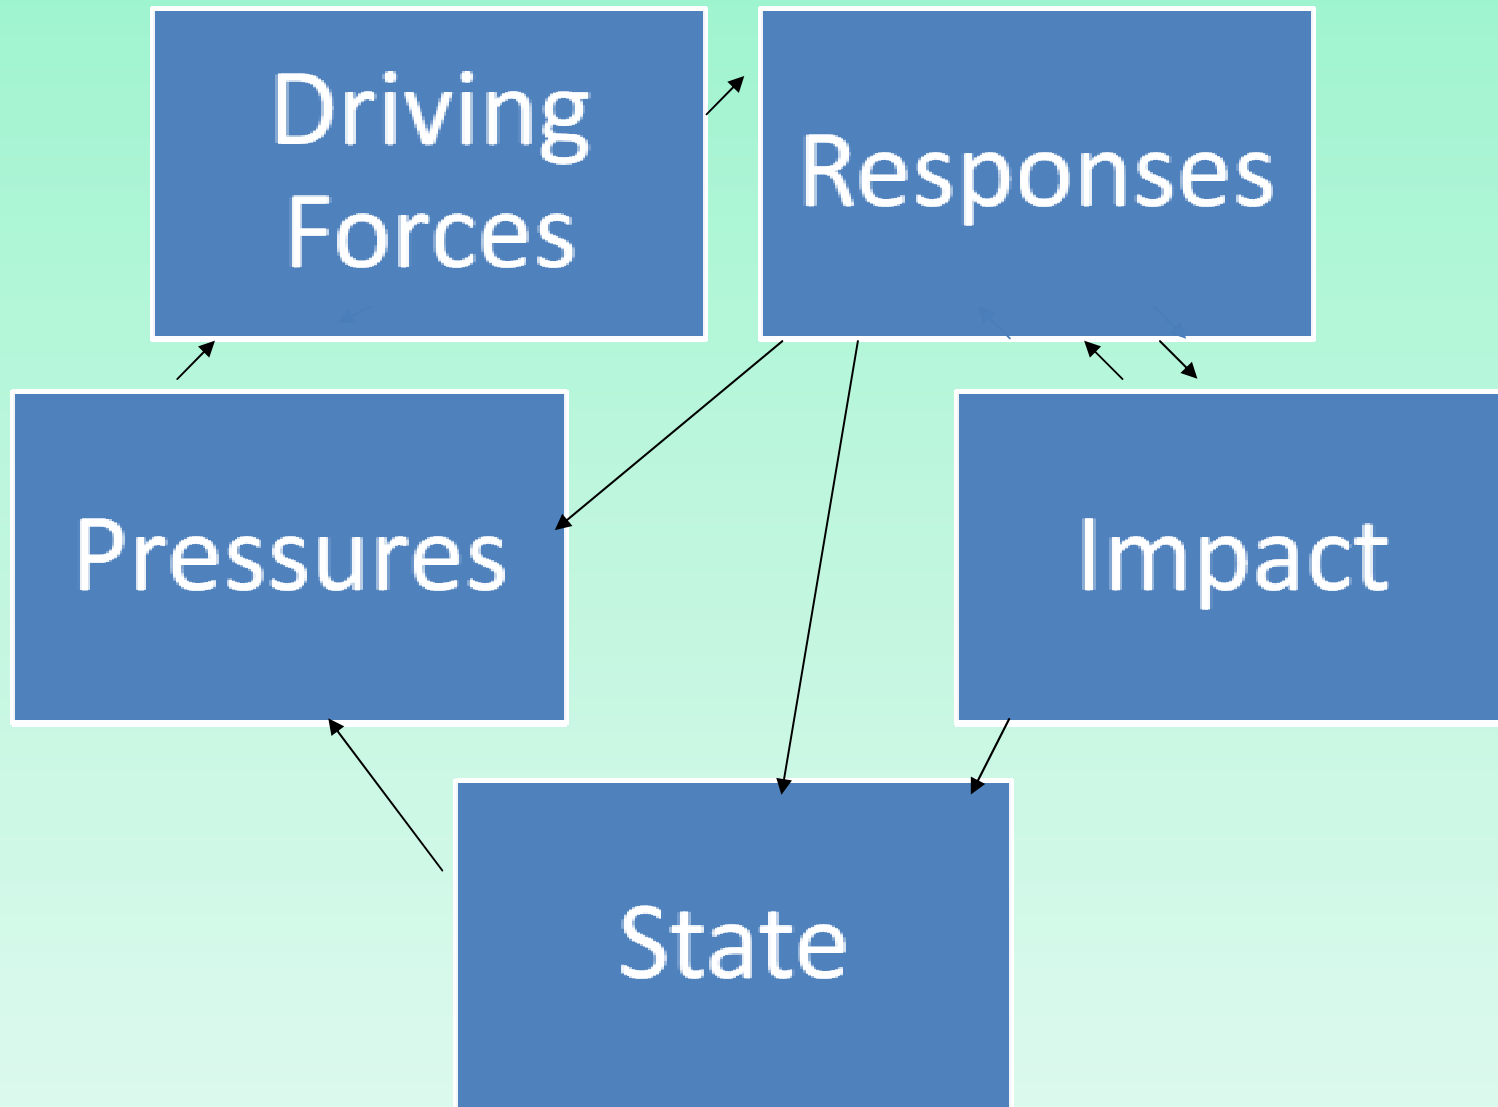 Driving
Forces
Responses
Pressures
Impact
State